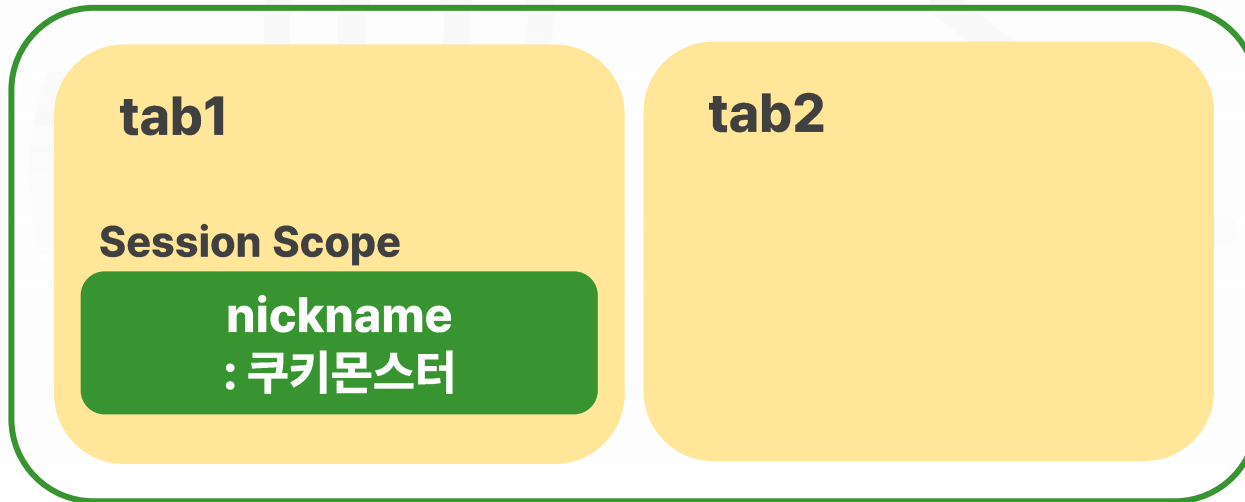 tab1
tab2
Session Scope
nickname
: 쿠키몬스터